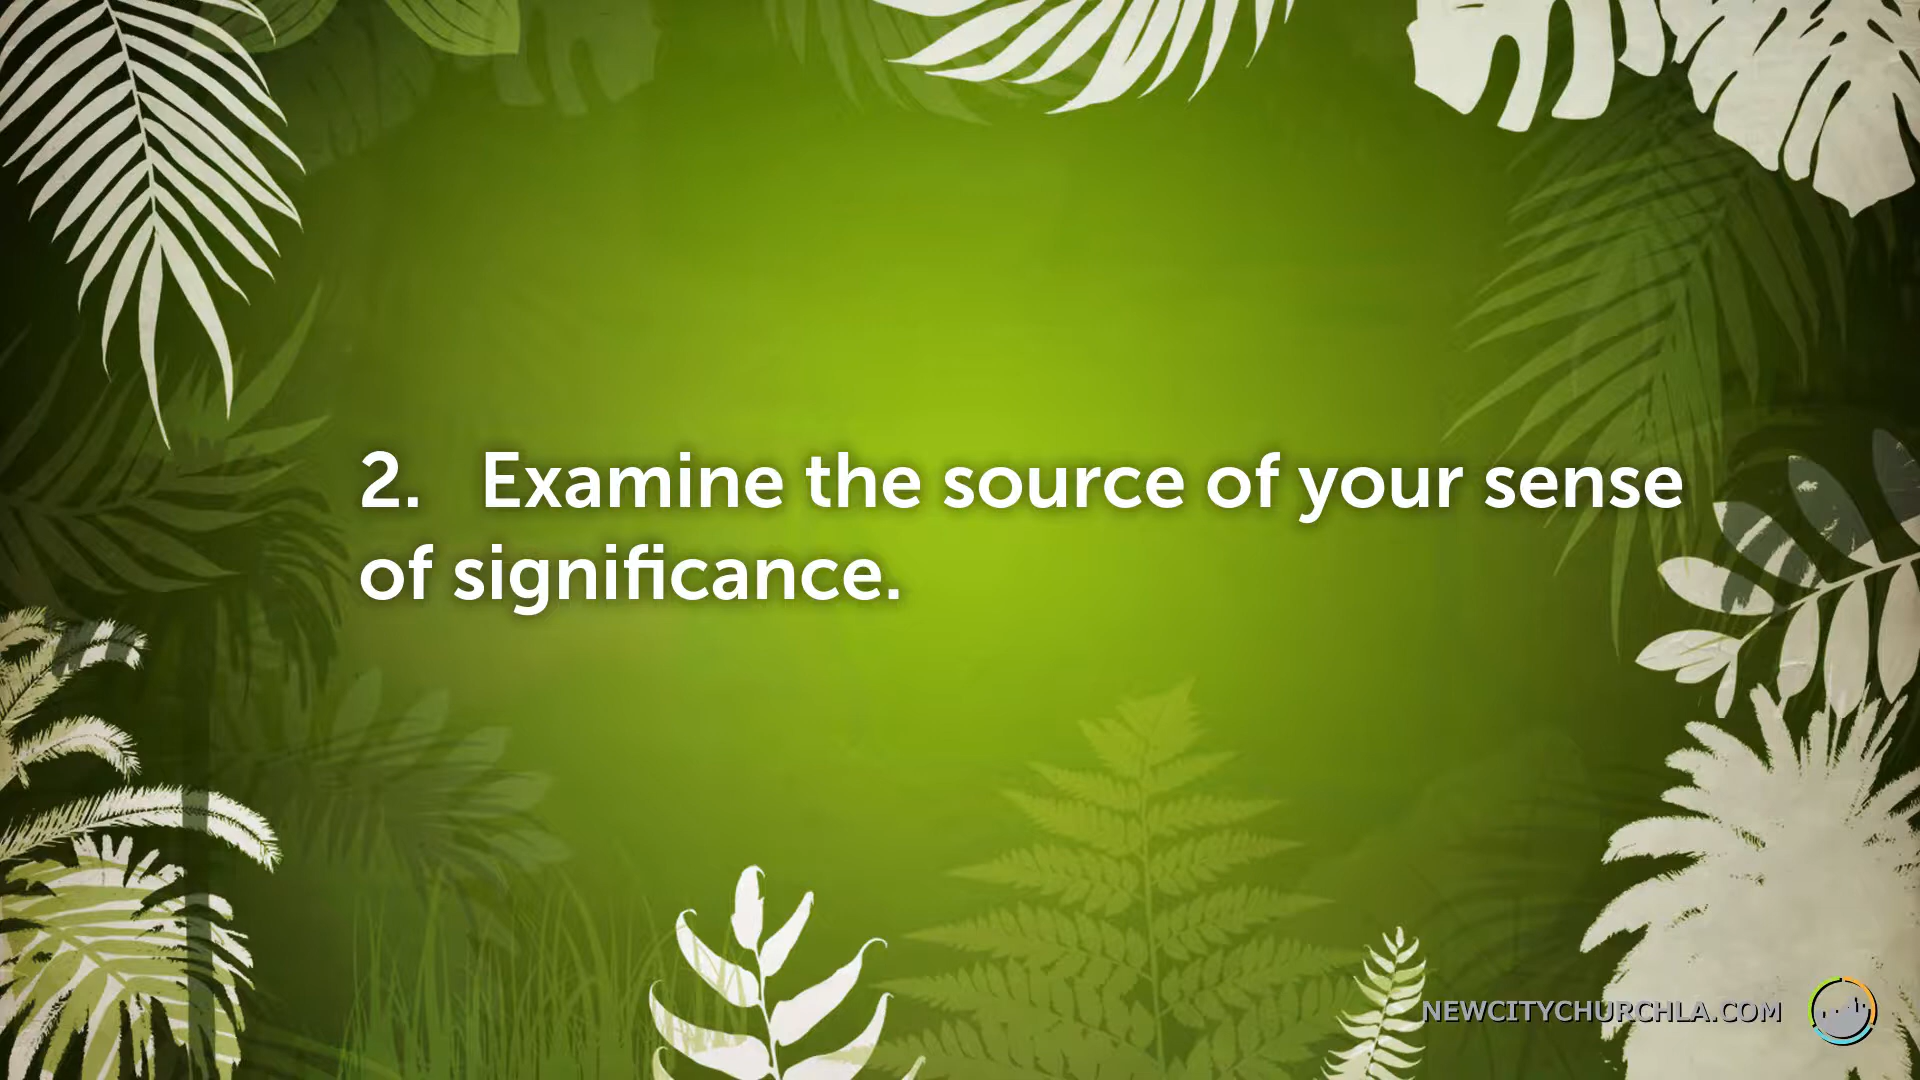 2. Examine the source of your sense
of significance.
NEWCITYCHURCHLA.COM